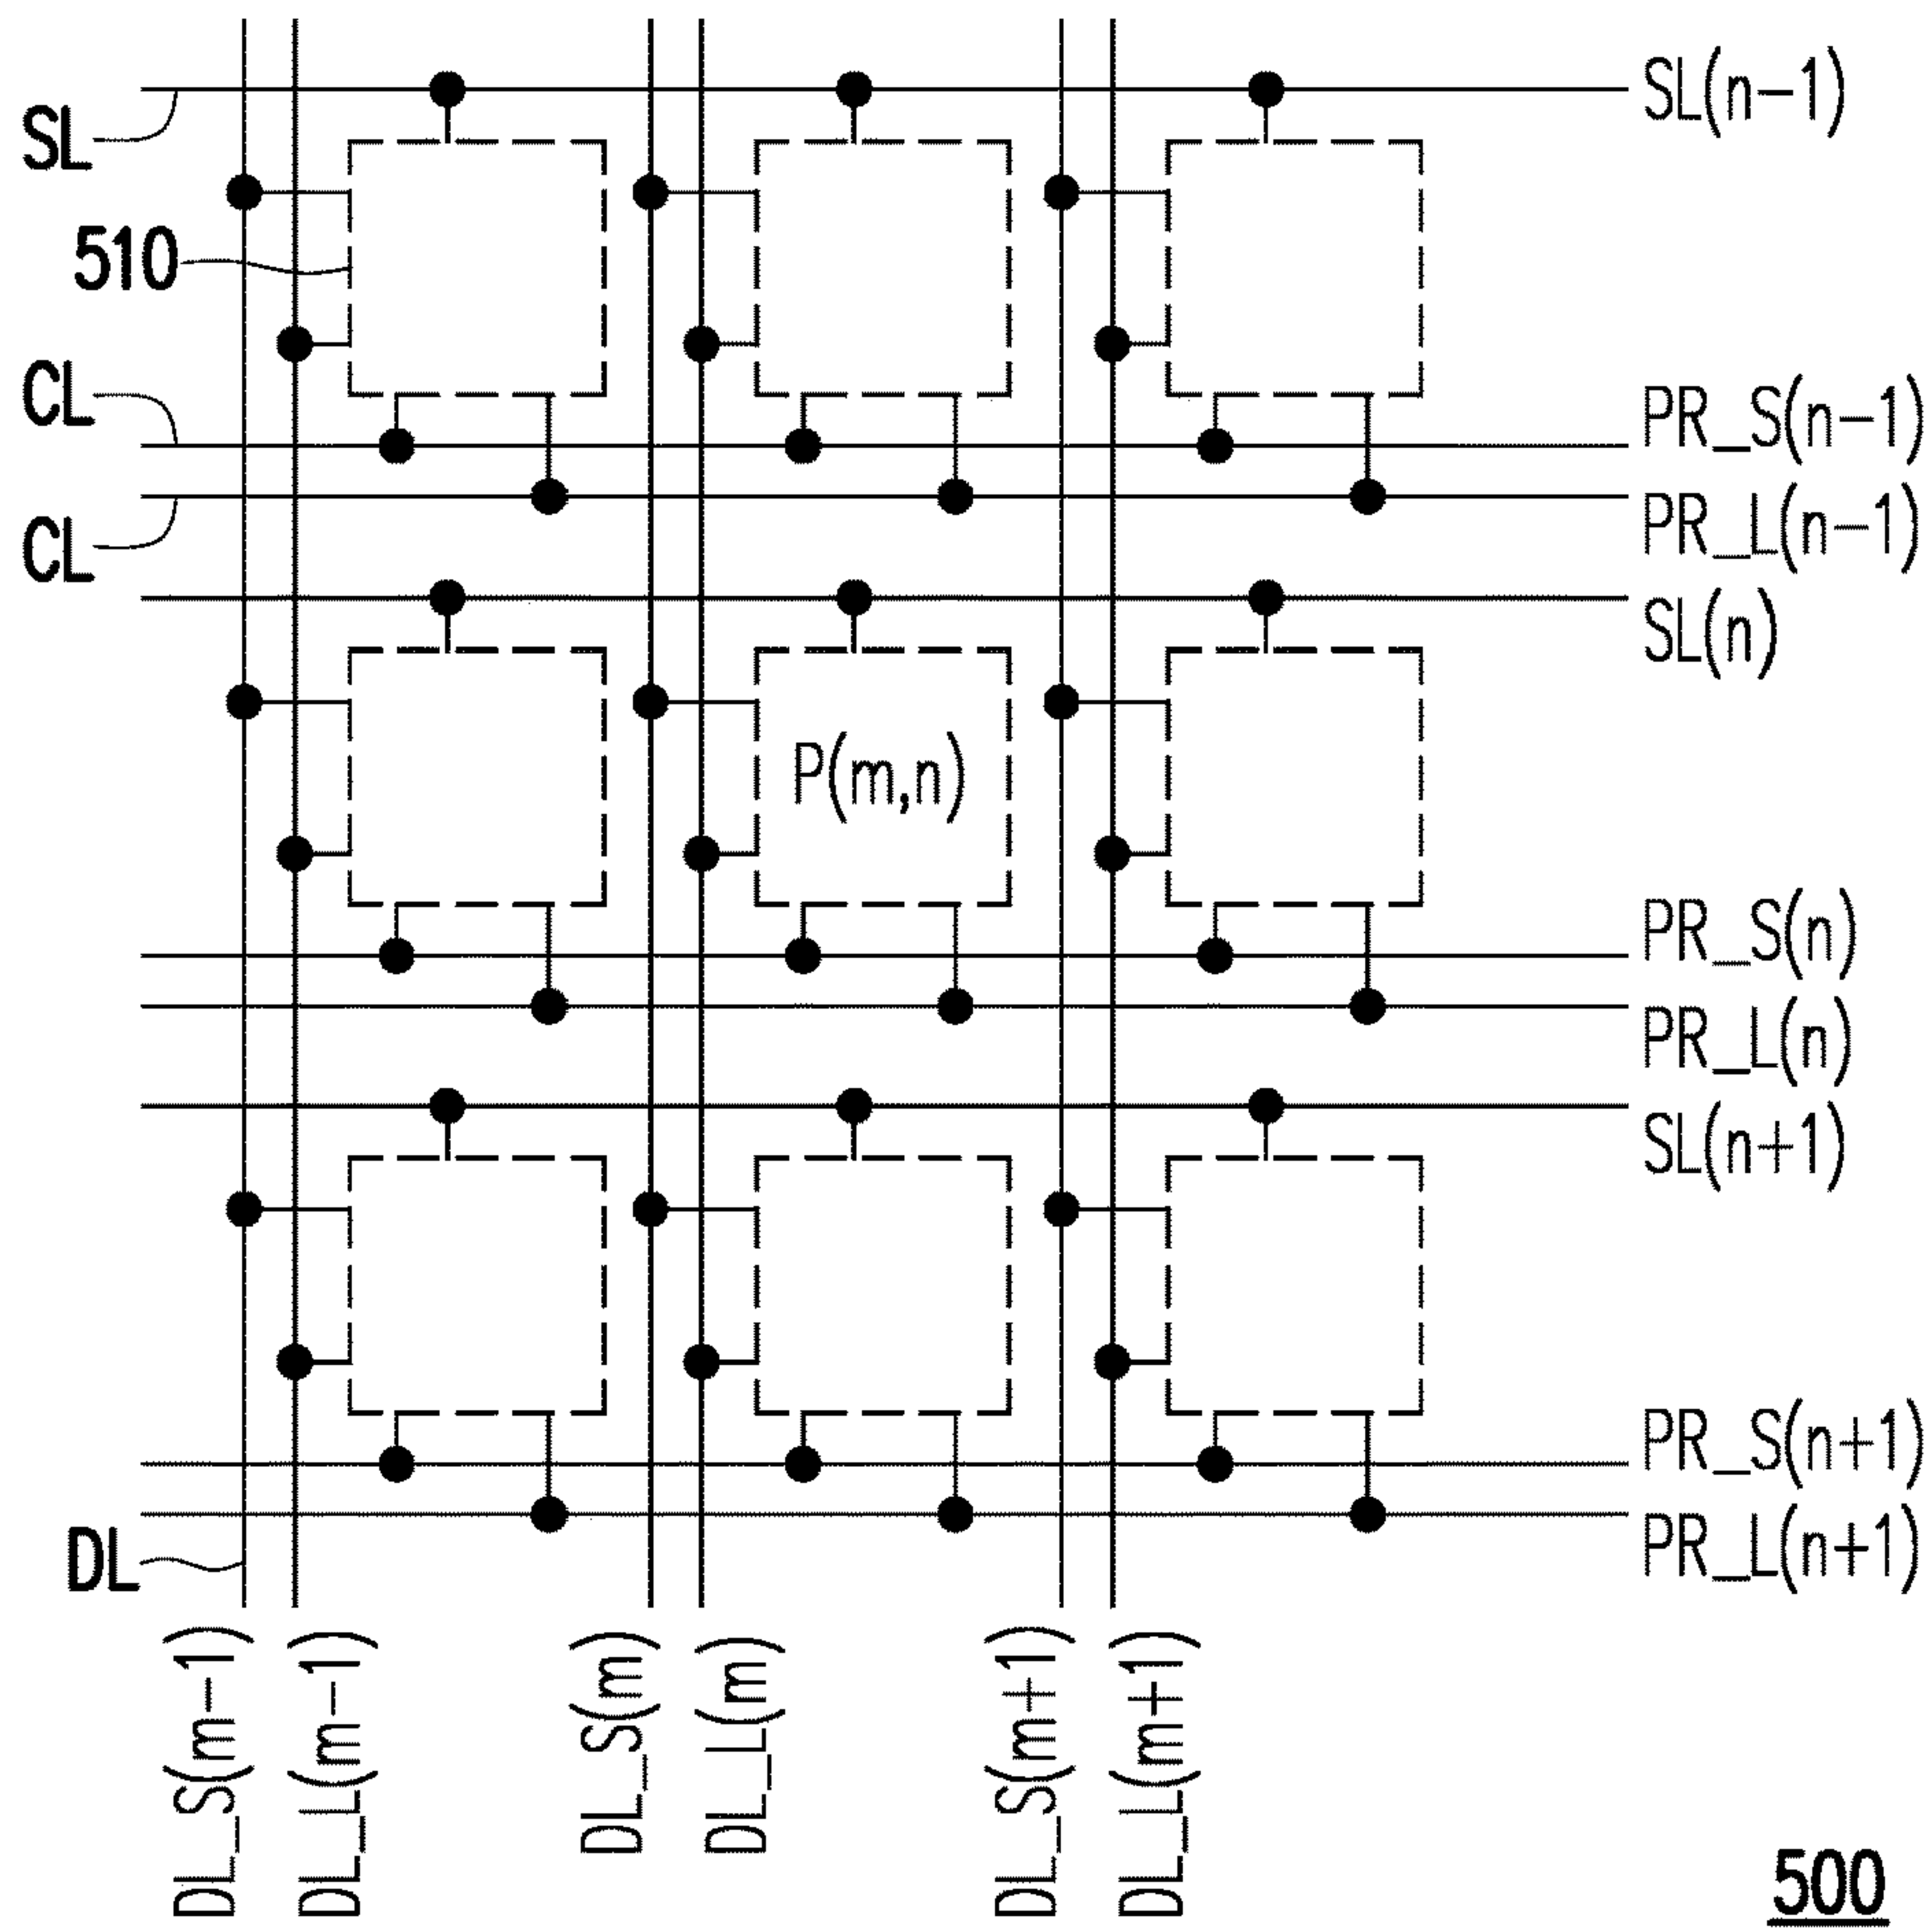 SL
SL(n-1)
510
CL
PR_S(n-1)
CL
PR_L(n-1)
SL(n)
P(m,n)
PR_S(n)
PR_L(n)
SL(n+1)
PR_S(n+1)
PR_L(n+1)
DL
DL_S(m-1)
DL_L(m-1)
DL_S(m)
DL_L(m)
DL_S(m+1)
DL_L(m+1)
500